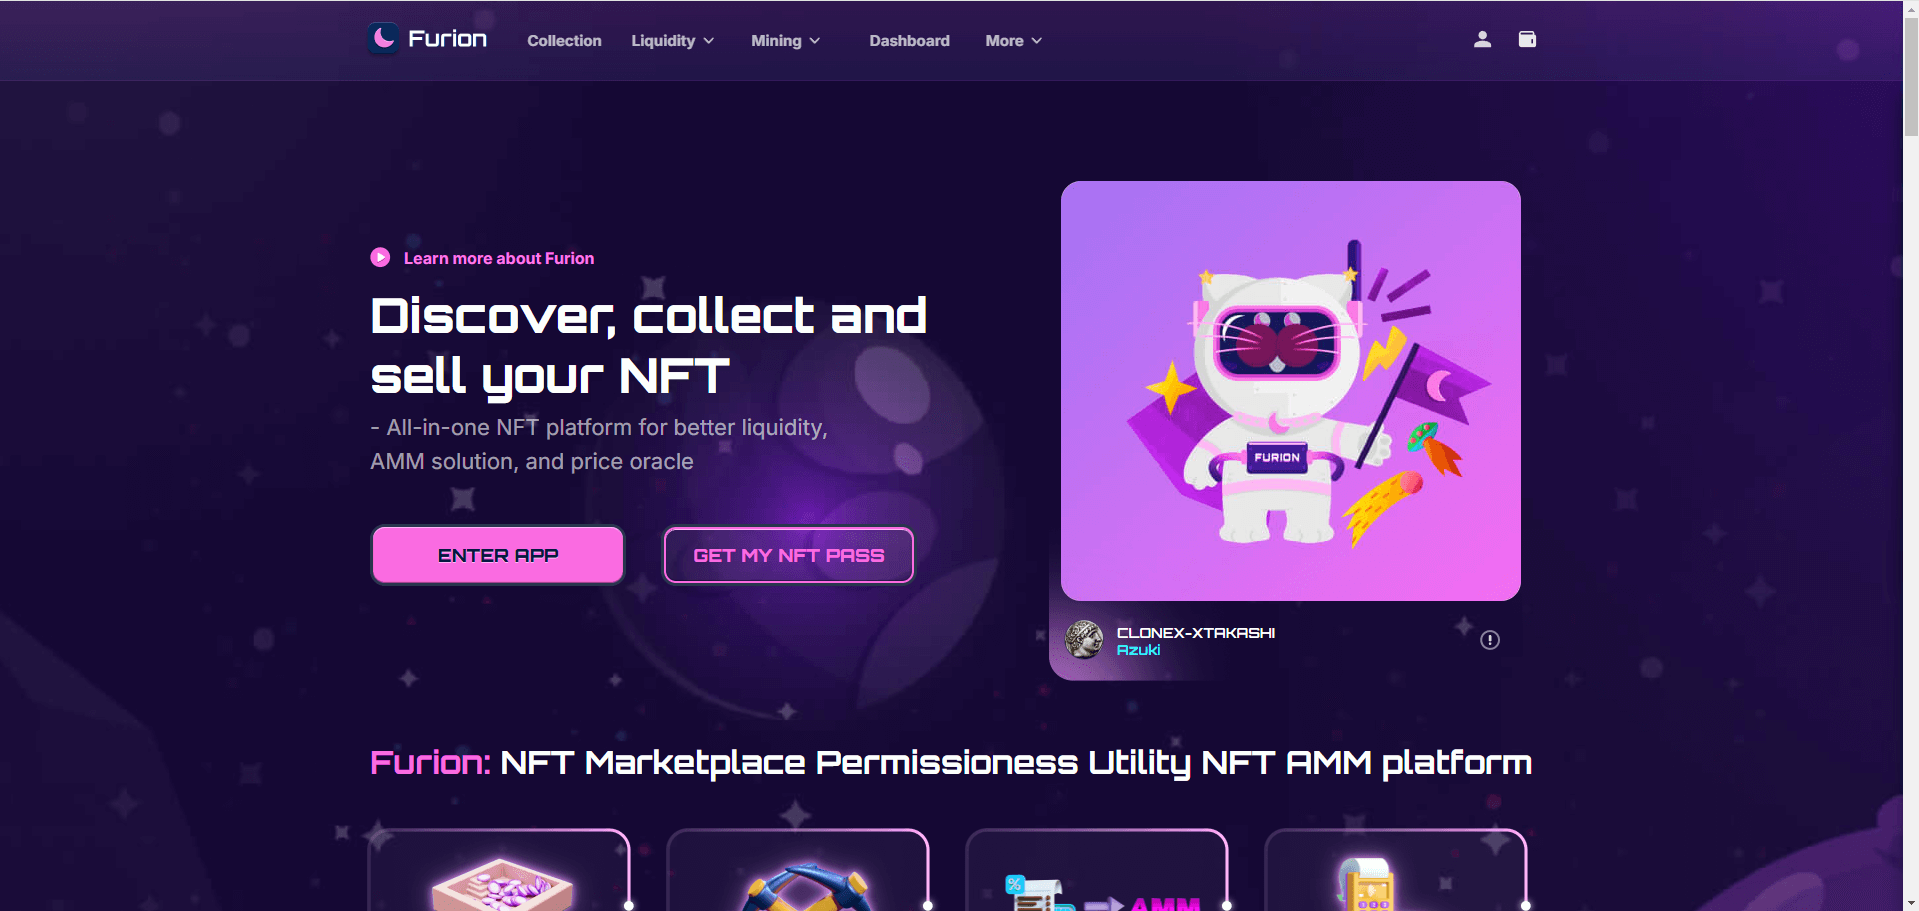 Furion
Collection
Liquidity
Mining
Dashboard
More
Learn more about Furion
Discover, collect and
sell your NFT
- All-in-one NFT platform for better liquidity,
AMM solution, and price oracle
ENTER APP
GET MY NFT PASS
FURION
CLONEX-XTAKASHI
Azuki
Furion: NFT Marketplace Permissioness Utility NFT AMM platform
%
AMM